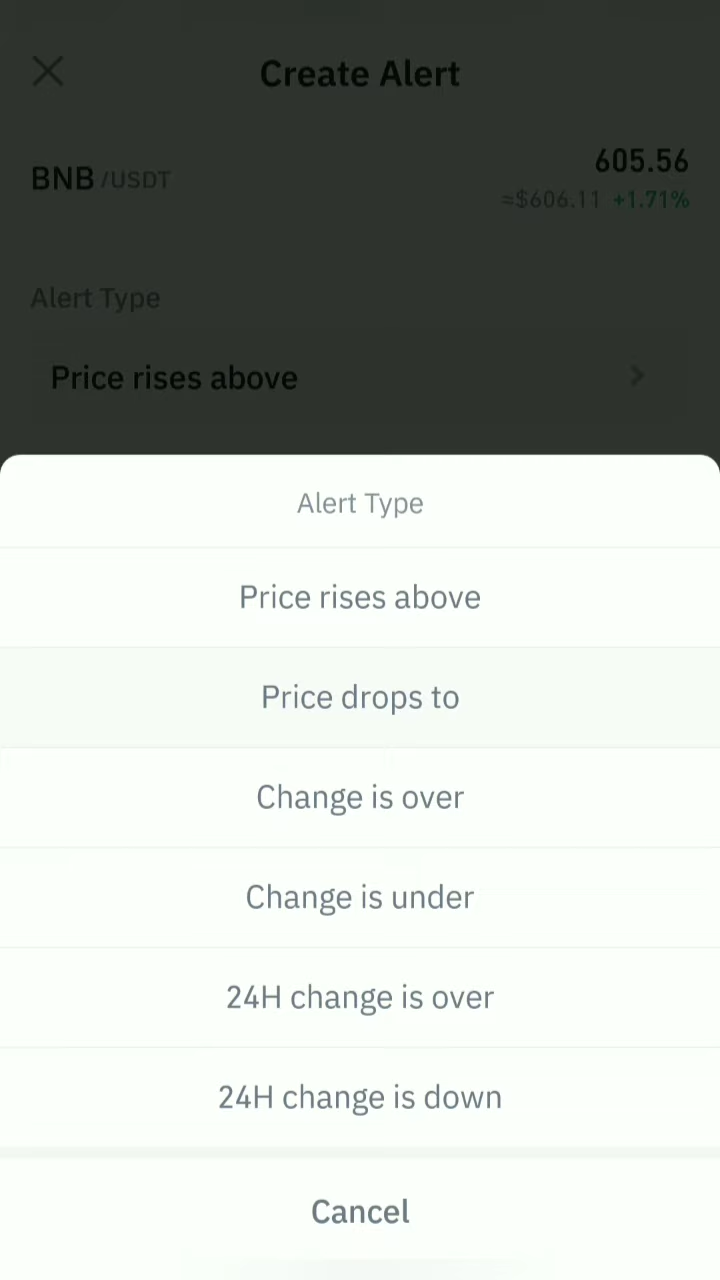 Create Alert
BNB /USDT
605.56
≈$606.11 +1.71%
Alert Type
Price rises above
Alert Type
Price rises above
Price drops to
Change is over
Change is under
24H change is over
24H change is down
Cancel